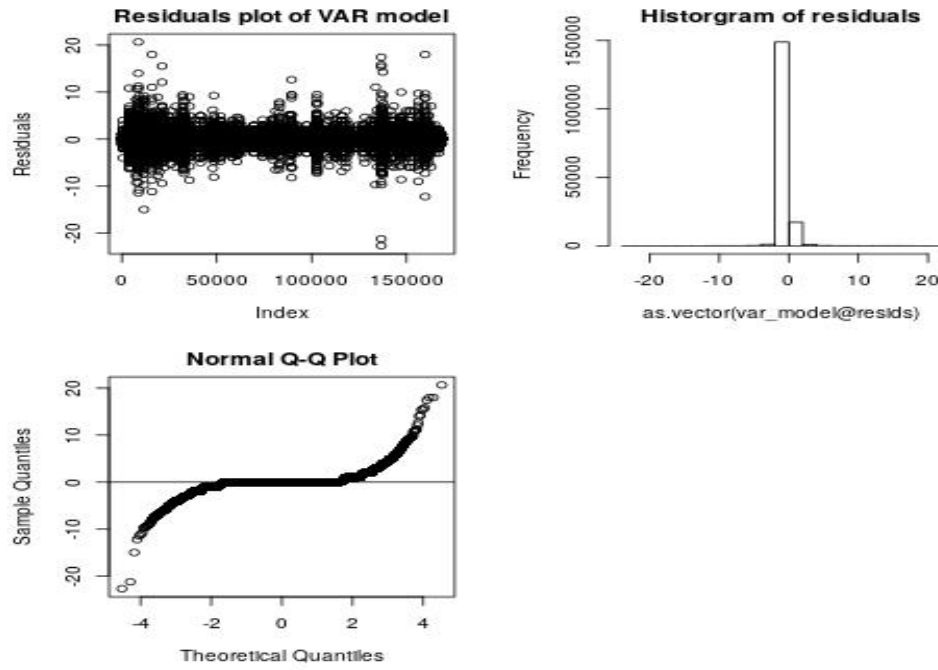 Residuals plot of VAR model
Residuals
20
10
0
-10
-20
0 50000 100000 150000
Index
Historgram of residuals
Frequency
150000
100000
50000
0
-20 -10 0 10 20
as.vector(var_model@resids)
Normal Q-Q Plot
Sample Quantiles
20
10
0
-10
-20
-4 -2 0 2 4
Theoretical Quantiles